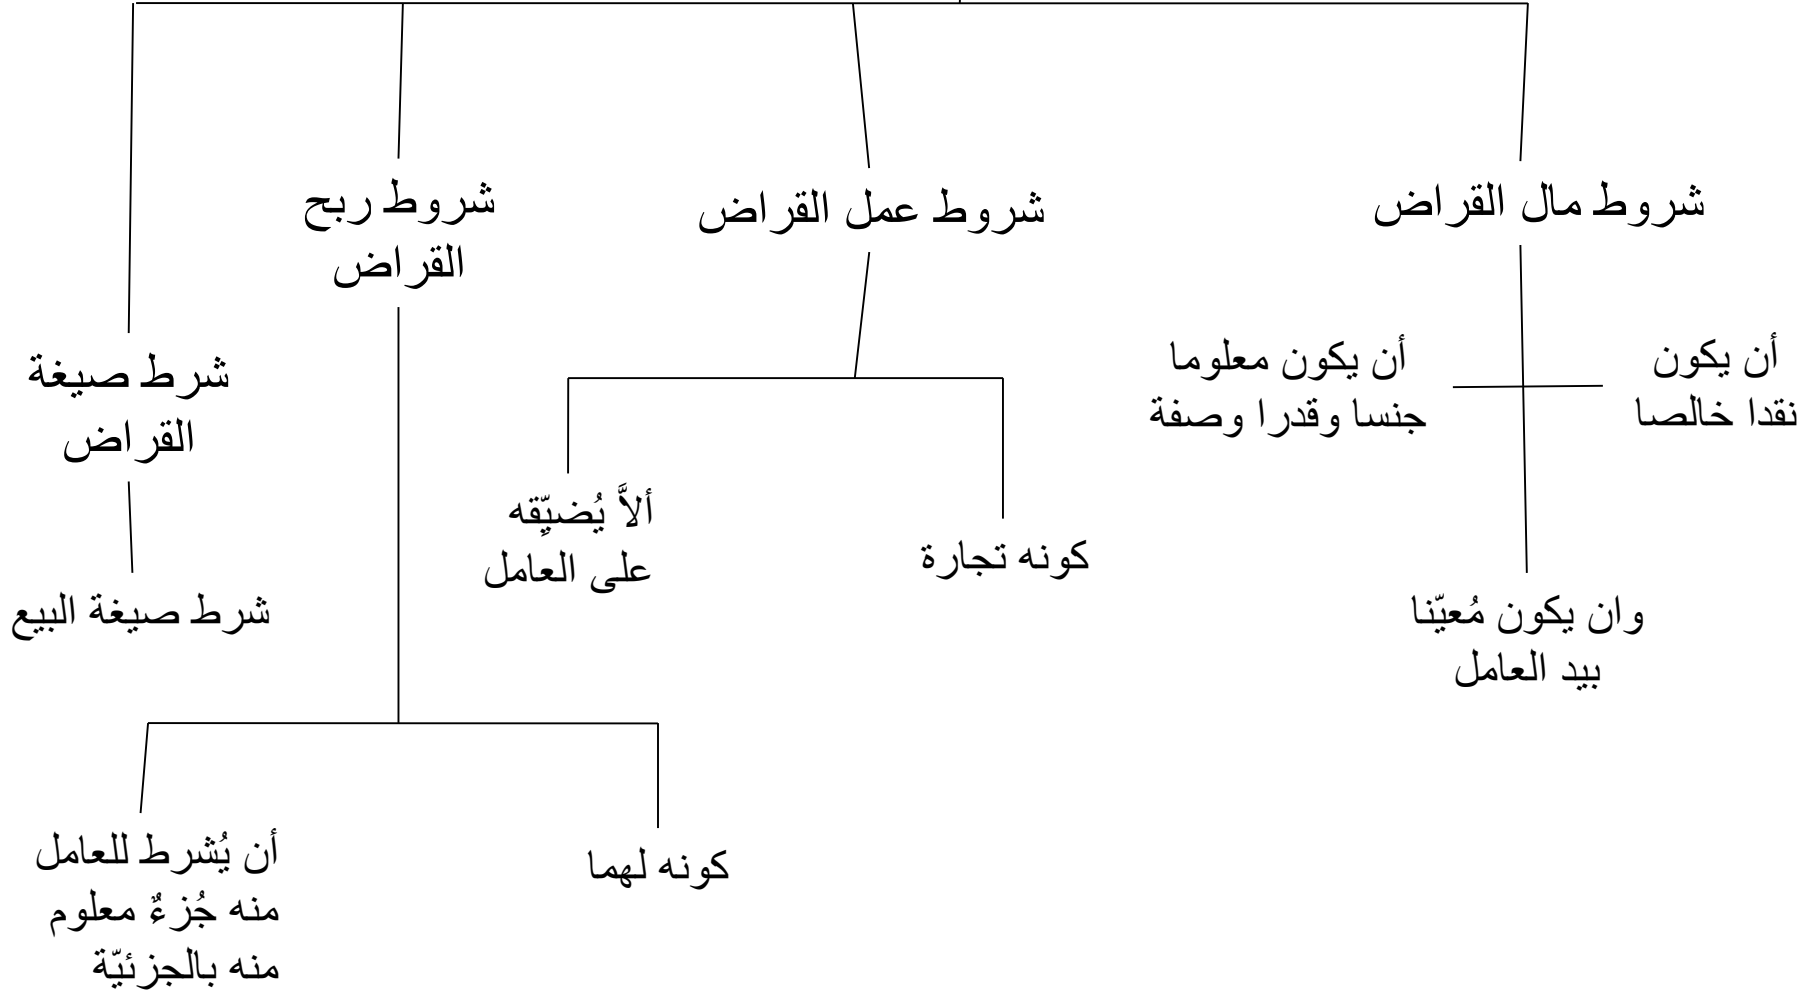 شروط مال القراض
أن يكون
نقدا خالصا
أن يكون معلوما
جنسا وقدرا وصفة
وان يكون مُعيّنا
بيد العامل
شروط عمل القراض
كونه تجارة
ألاَّ يُضيِّقه
على العامل
شروط ربح
القراض
كونه لهما
أن يُشرط للعامل
منه جُزءٌ معلوم
منه بالجزئيّة
شرط صيغة
القراض
شرط صيغة البيع